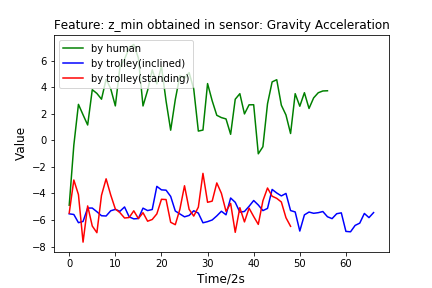 Feature: z_min obtained in sensor: Gravity Acceleration
by human
by trolley(inclined)
by trolley(standing)
Value
6
4
2
0
−2
−4
−6
−8
0 10 20 30 40 50 60
Time/2s